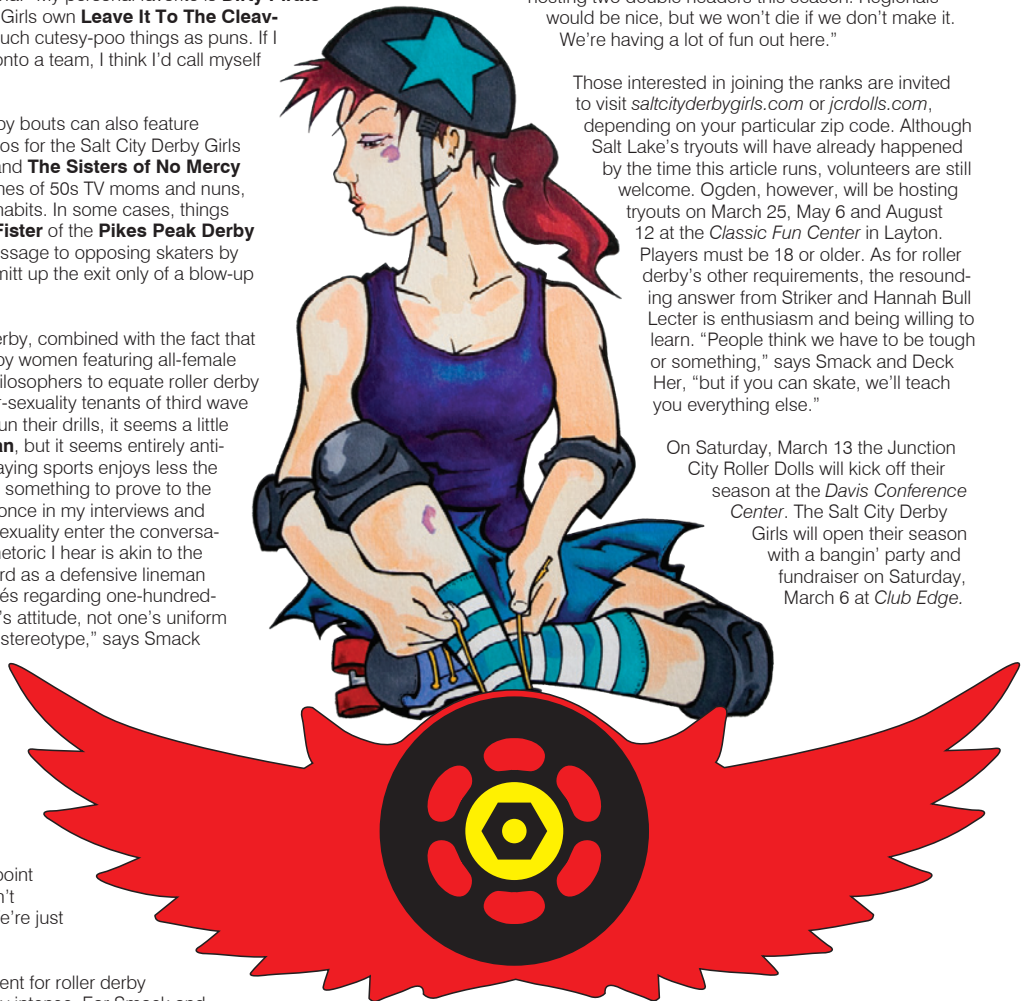 Girls own Leave It To The Cleav-
uch cutesy-poo things as puns. If I
onto a team, I think I’d call myself
by bouts can also feature
os for the Salt City Derby Girls
and The Sisters of No Mercy
nes of 50s TV moms and nuns,
habits. In some cases, things
Fister of the Pikes Peak Derby
ssage to opposing skaters by
mitt up the exit only of a blow-up
erby, combined with the fact that
by women featuring all-female
ilosophers to equate roller derby
r-sexuality tenants of third wave
un their drills, it seems a little
an, but it seems entirely anti-
aying sports enjoys less the
something to prove to the
once in my interviews and
sexuality enter the conversa-
hetoric I hear is akin to the
rd as a defensive lineman
és regarding one-hundred-
’s attitude, not one’s uniform
stereotype,” says Smack
point
n’t
e’re just
ent for roller derby
hosting two double-headers this season. Regionals
would be nice, but we won’t die if we don’t make it.
We’re having a lot of fun out here.”
Those interested in joining the ranks are invited
to visit saltcityderbygirls.com or jcrdolls.com,
depending on your particular zip code. Although
Salt Lake’s tryouts will have already happened
by the time this article runs, volunteers are still
welcome. Ogden, however, will be hosting
tryouts on March 25, May 6 and August
12 at the Classic Fun Center in Layton.
Players must be 18 or older. As for roller
derby’s other requirements, the resound-
ing answer from Striker and Hannah Bull
Lecter is enthusiasm and being willing to
learn. “People think we have to be tough
or something,” says Smack and Deck
Her, “but if you can skate, we’ll teach
you everything else.”
On Saturday, March 13 the Junction
City Roller Dolls will kick off their
season at the Davis Conference
Center. The Salt City Derby
Girls will open their season
with a bangin’ party and
fundraiser on Saturday,
March 6 at Club Edge.